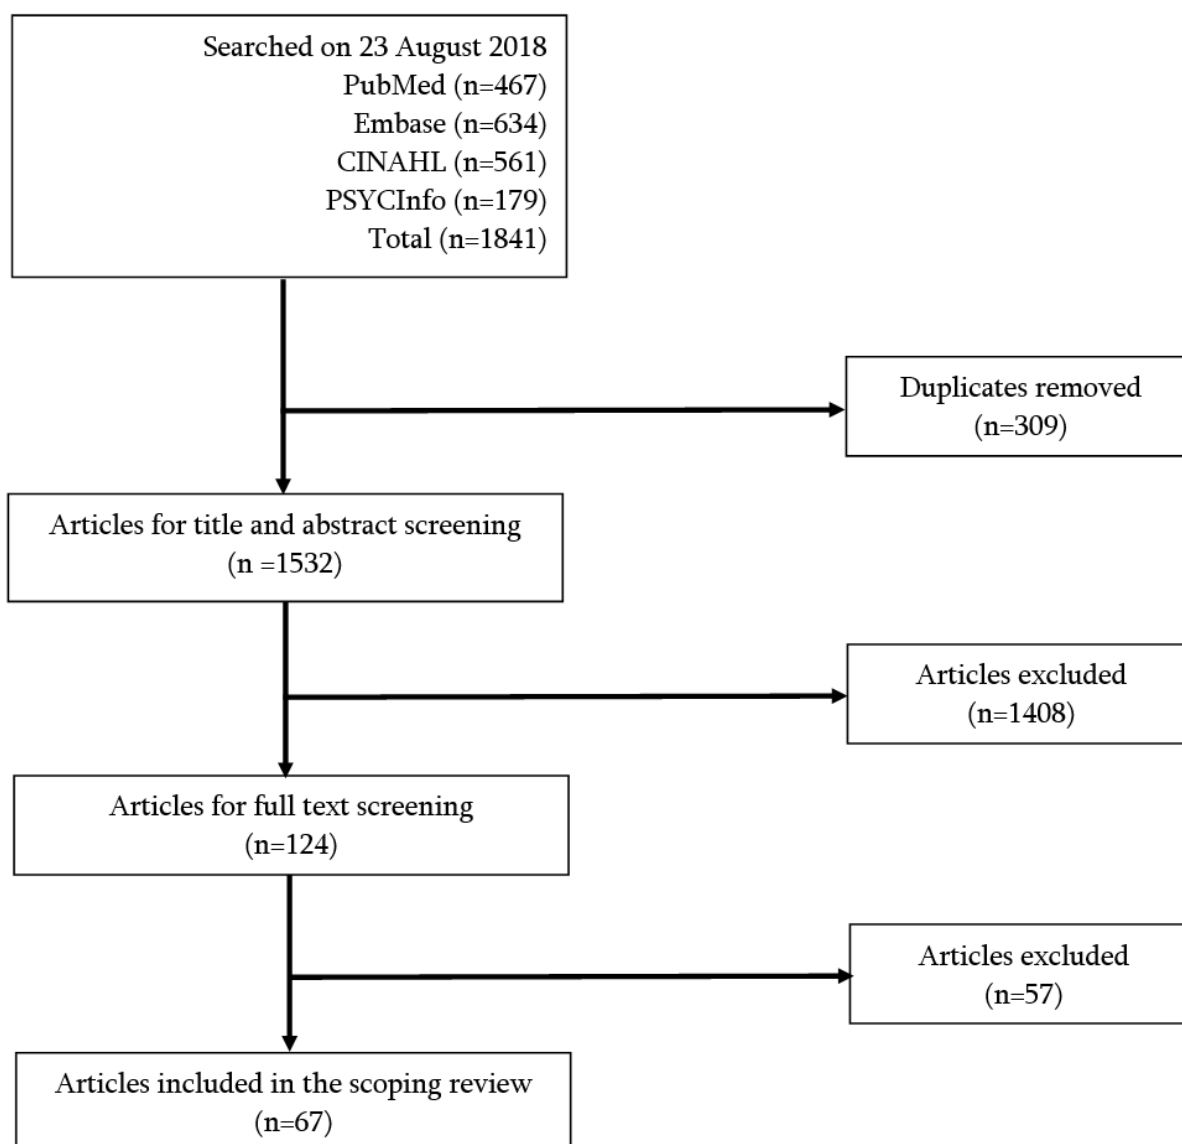 Searched on 23 August 2018
PubMed (n=467)
Embase (n=634)
CINAHL (n=561)
PSYCInfo (n=179)
Total (n=1841)
Duplicates removed
(n=309)
Articles for title and abstract screening
(n =1532)
Articles excluded
(n=1408)
Articles for full text screening
(n=124)
Articles excluded
(n=57)
Articles included in the scoping review
(n=67)